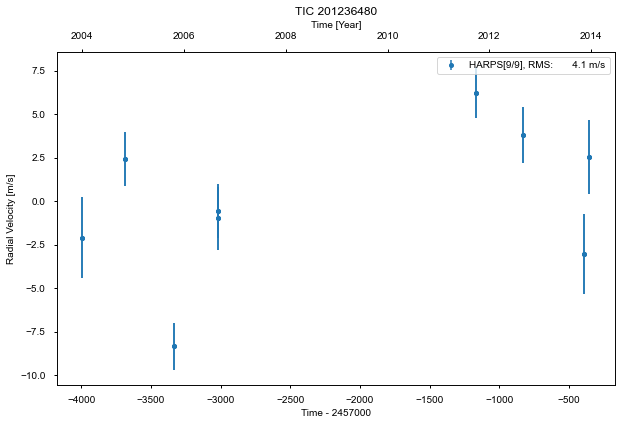 TIC 201236480
Time [Year]
2004 2006 2008 2010 2012 2014
HARPS[9/9], RMS: 4.1 m/s
7.5
5.0
2.5
0.0
−2.5
−5.0
−7.5
−10.0
Radial Velocity [m/s]
−4000 −3500 −3000 −2500 −2000 −1500 −1000 −500
Time - 2457000